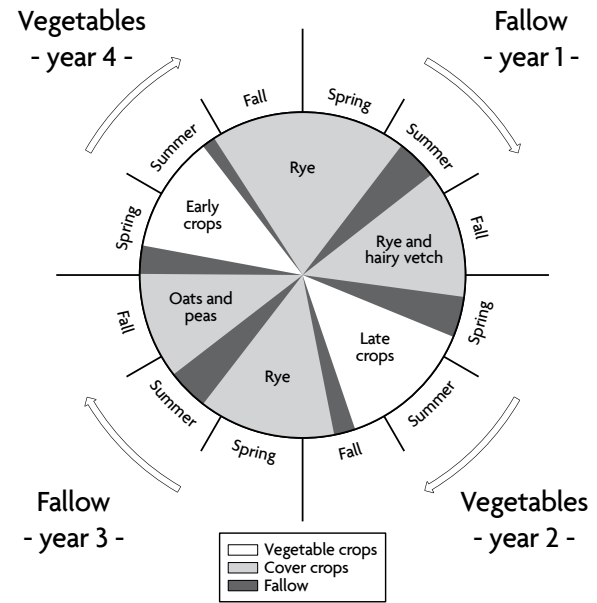 Vegetables
- year 4 -
Fallow
- year 1 -
Fall
Spring
Summer
Summer
Rye
Early
crops
Rye and
hairy vetch
Spring
Fall
Oats and
peas
Late
crops
Fall
Spring
Rye
Summer
Summer
Spring
Fall
Fallow
- year 3 -
Vegetables
- year 2 -
Vegetable crops
Cover crops
Fallow